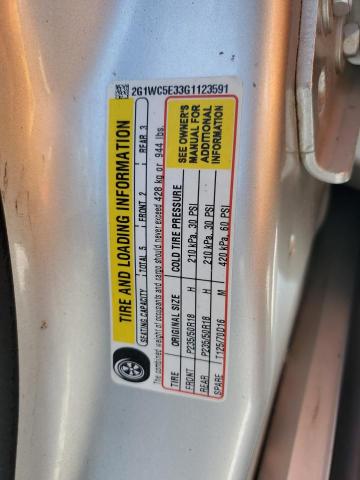 2G1WC5E33G1123591
TIRE AND LOADING INFORMATION
SEATING CAPACITY TOTAL 5 FRONT 2 REAR 3
The combined weight of occupants and cargo should never exceed 428 kg or 944 lbs.
TIRE ORIGINAL SIZE COLD TIRE PRESSURE
FRONT P235/50R18 H 210 kPa, 30 PSI
REAR P235/50R18 H 210 kPa, 30 PSI
SPARE T125/70D16 M 420 kPa, 60 PSI
SEE OWNER'S
MANUAL FOR
ADDITIONAL
INFORMATION